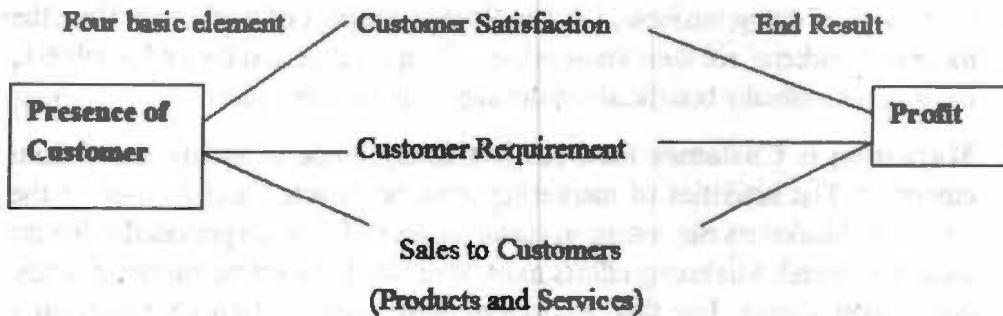 Four basic element Customer Satisfaction End Result
Presence of Customer Requirement Profit
Customer
Sales to Customers
(Products and Services)